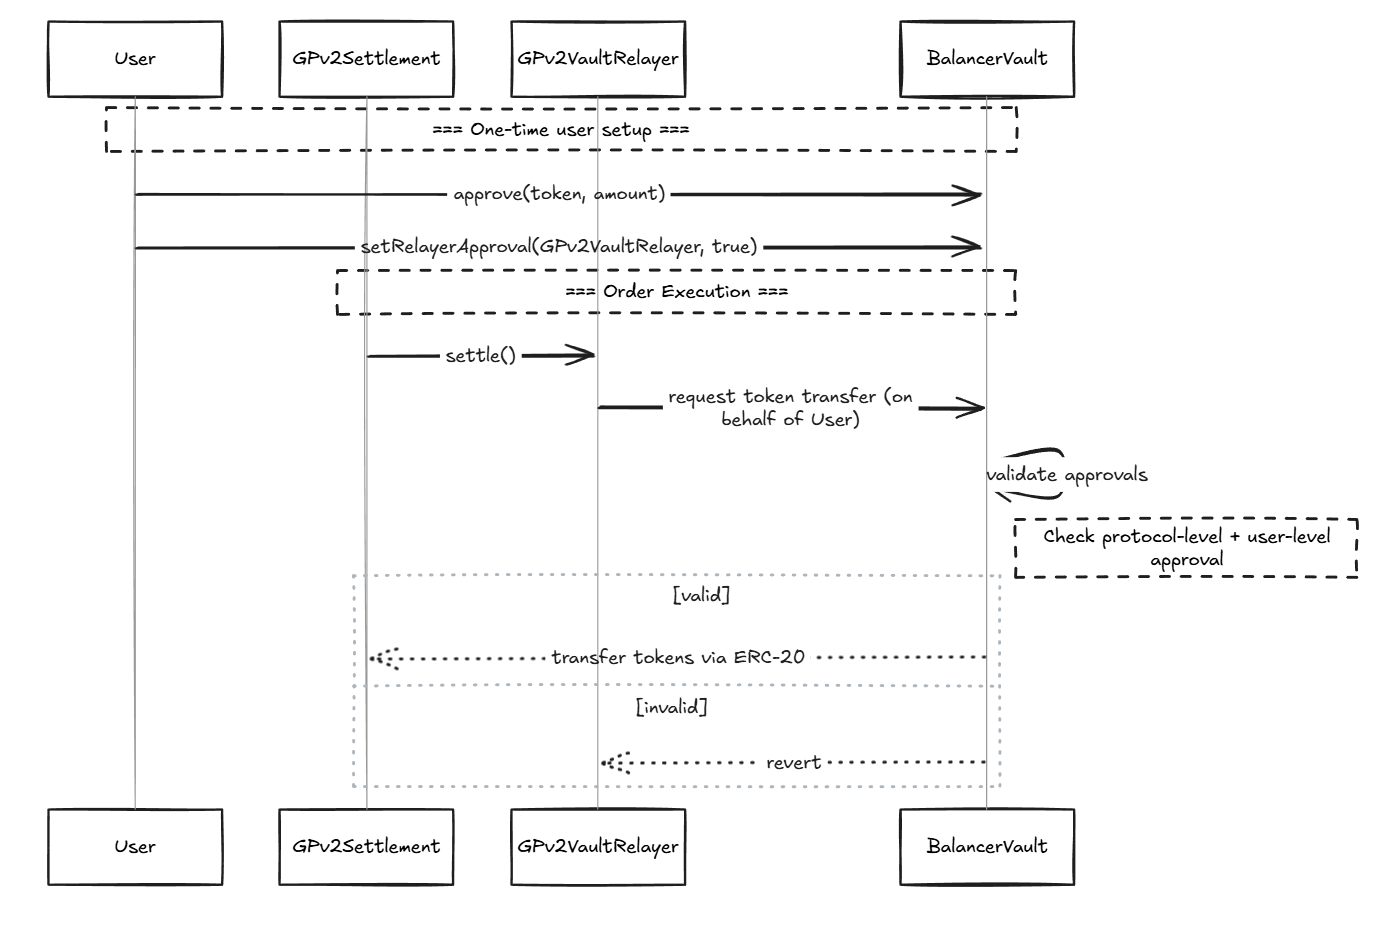 User
GPv2Settlement
GPv2VaultRelayer
BalancerVault
=== One-time user setup ===
approve(token, amount)
setRelayerApproval(GPv2VaultRelayer, true)
=== Order Execution ===
settle()
request token transfer (on
behalf of User)
validate approvals
Check protocol-level + user-level
approval
[valid]
transfer tokens via ERC-20
[invalid]
revert
User
GPv2Settlement
GPv2VaultRelayer
BalancerVault